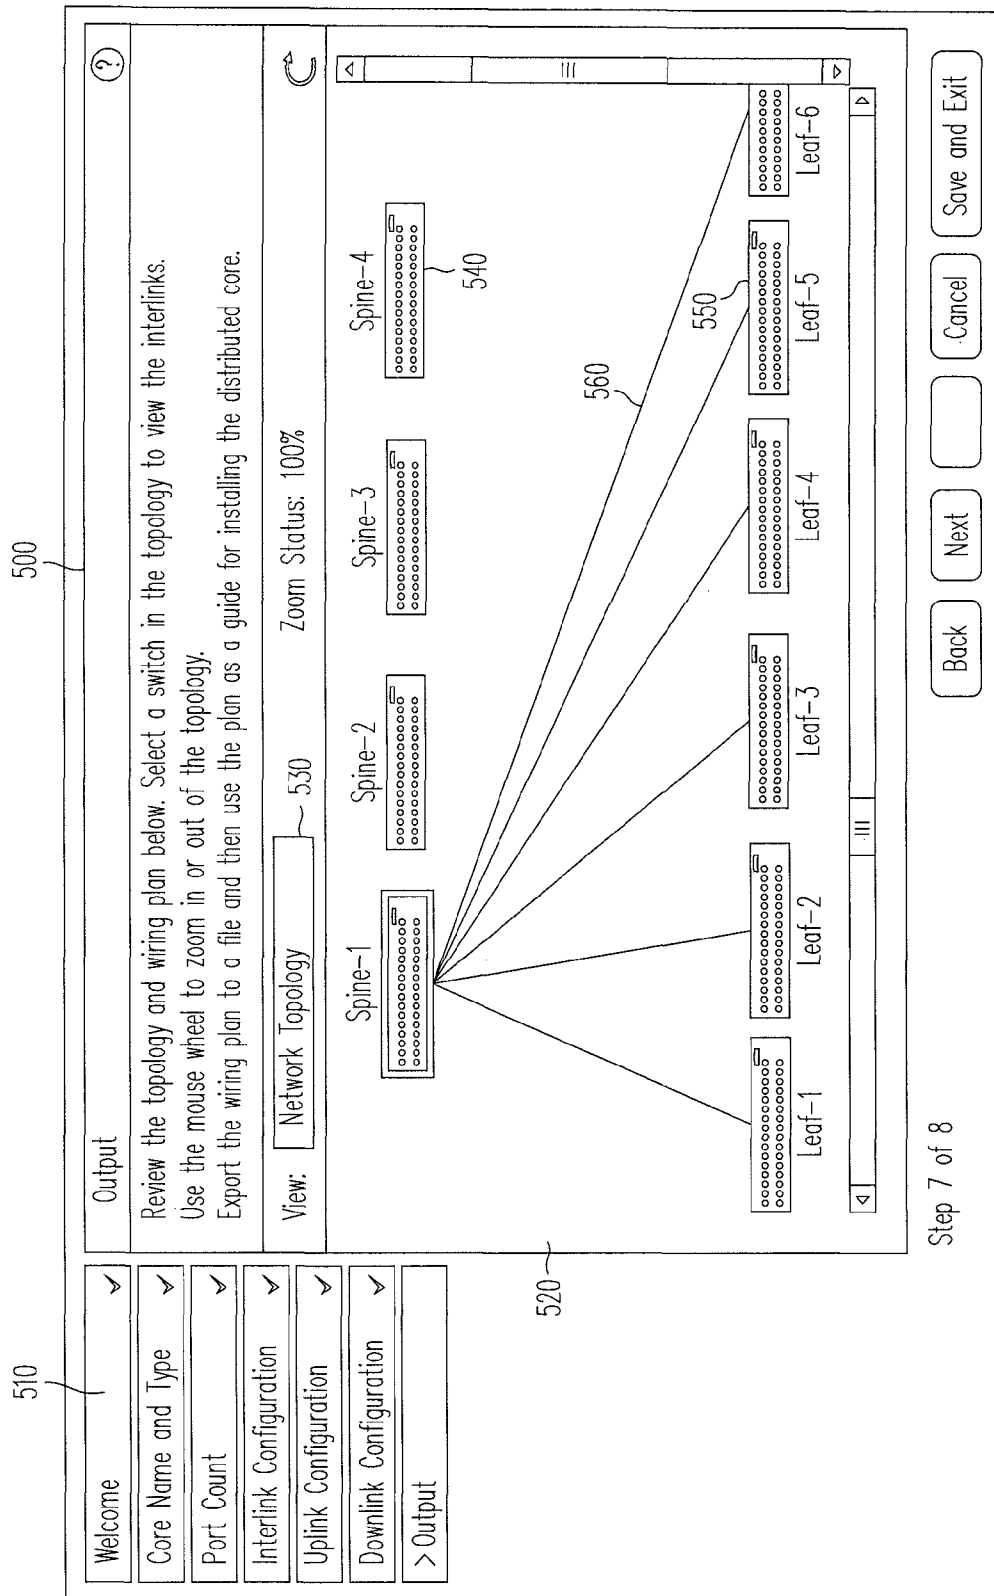 500
510
Welcome
Core Name and Type
Port Count
Interlink Configuration
Uplink Configuration
Downlink Configuration
> Output
Output
?
Review the topology and wiring plan below. Select a switch in the topology to view the interlinks.
Use the mouse wheel to zoom in or out of the topology.
Export the wiring plan to a file and then use the plan as a guide for installing the distributed core.
View:
Network Topology
530
Zoom Status: 100%
Spine-1
Spine-2
Spine-3
Spine-4
540
560
550
520
Leaf-1
Leaf-2
Leaf-3
Leaf-4
Leaf-5
Leaf-6
Step 7 of 8
Back
Next
Cancel
Save and Exit